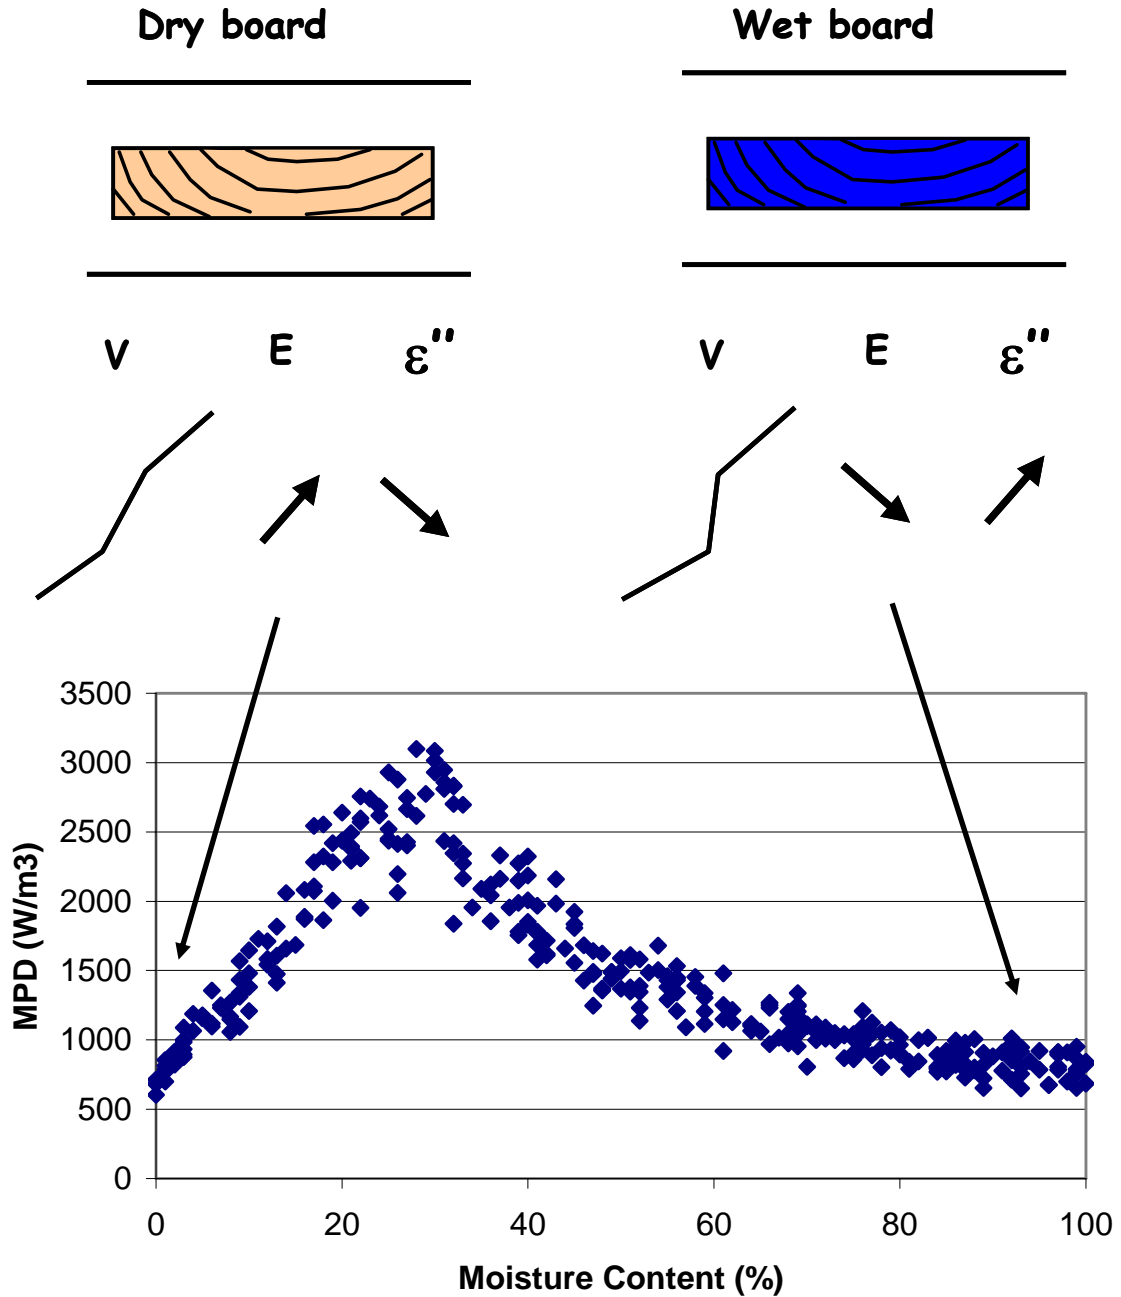 Dry board
Wet board
V E ε"
V E ε"
3500
3000
2500
2000
1500
1000
500
0
MPD (W/m3)
0 20 40 60 80 100
Moisture Content (%)